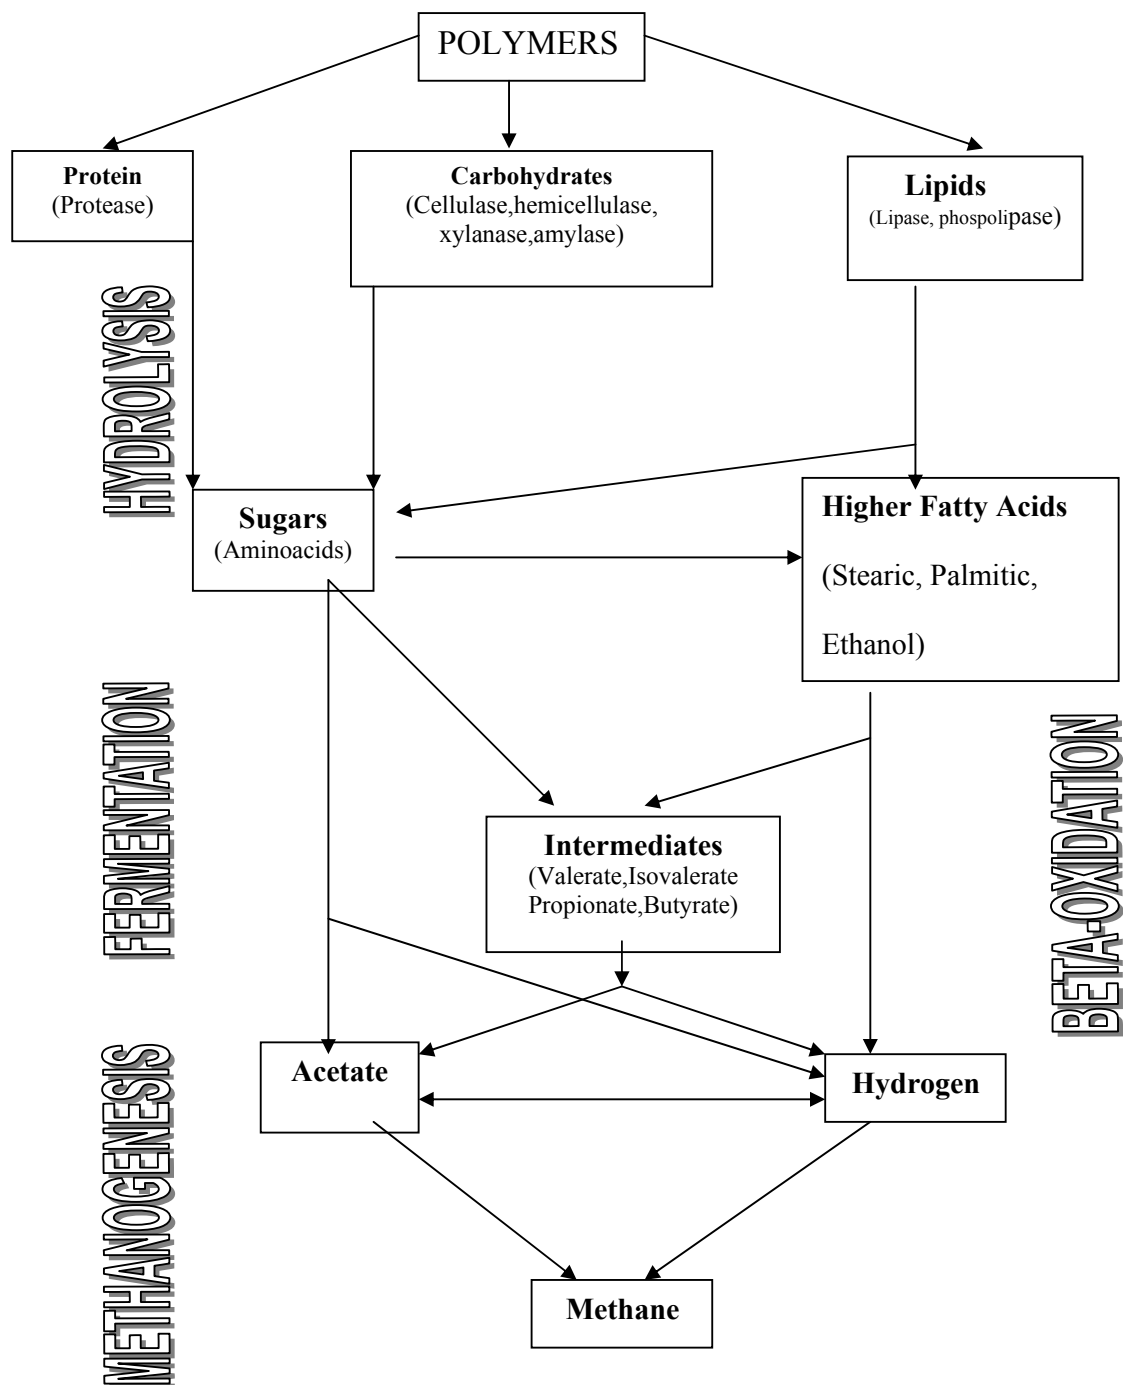 POLYMERS
Protein
(Protease)
Carbohydrates
(Cellulase,hemicellulase,
xylanase,amylase)
Lipids
(Lipase, phospolipase)
HYDROLYSIS
Sugars
(Aminoacids)
Higher Fatty Acids
(Stearic, Palmitic,
Ethanol)
FERMENTATION
BETA-OXIDATION
Intermediates
(Valerate,Isovalerate
Propionate,Butyrate)
METHANOGENESIS
Acetate
Hydrogen
Methane